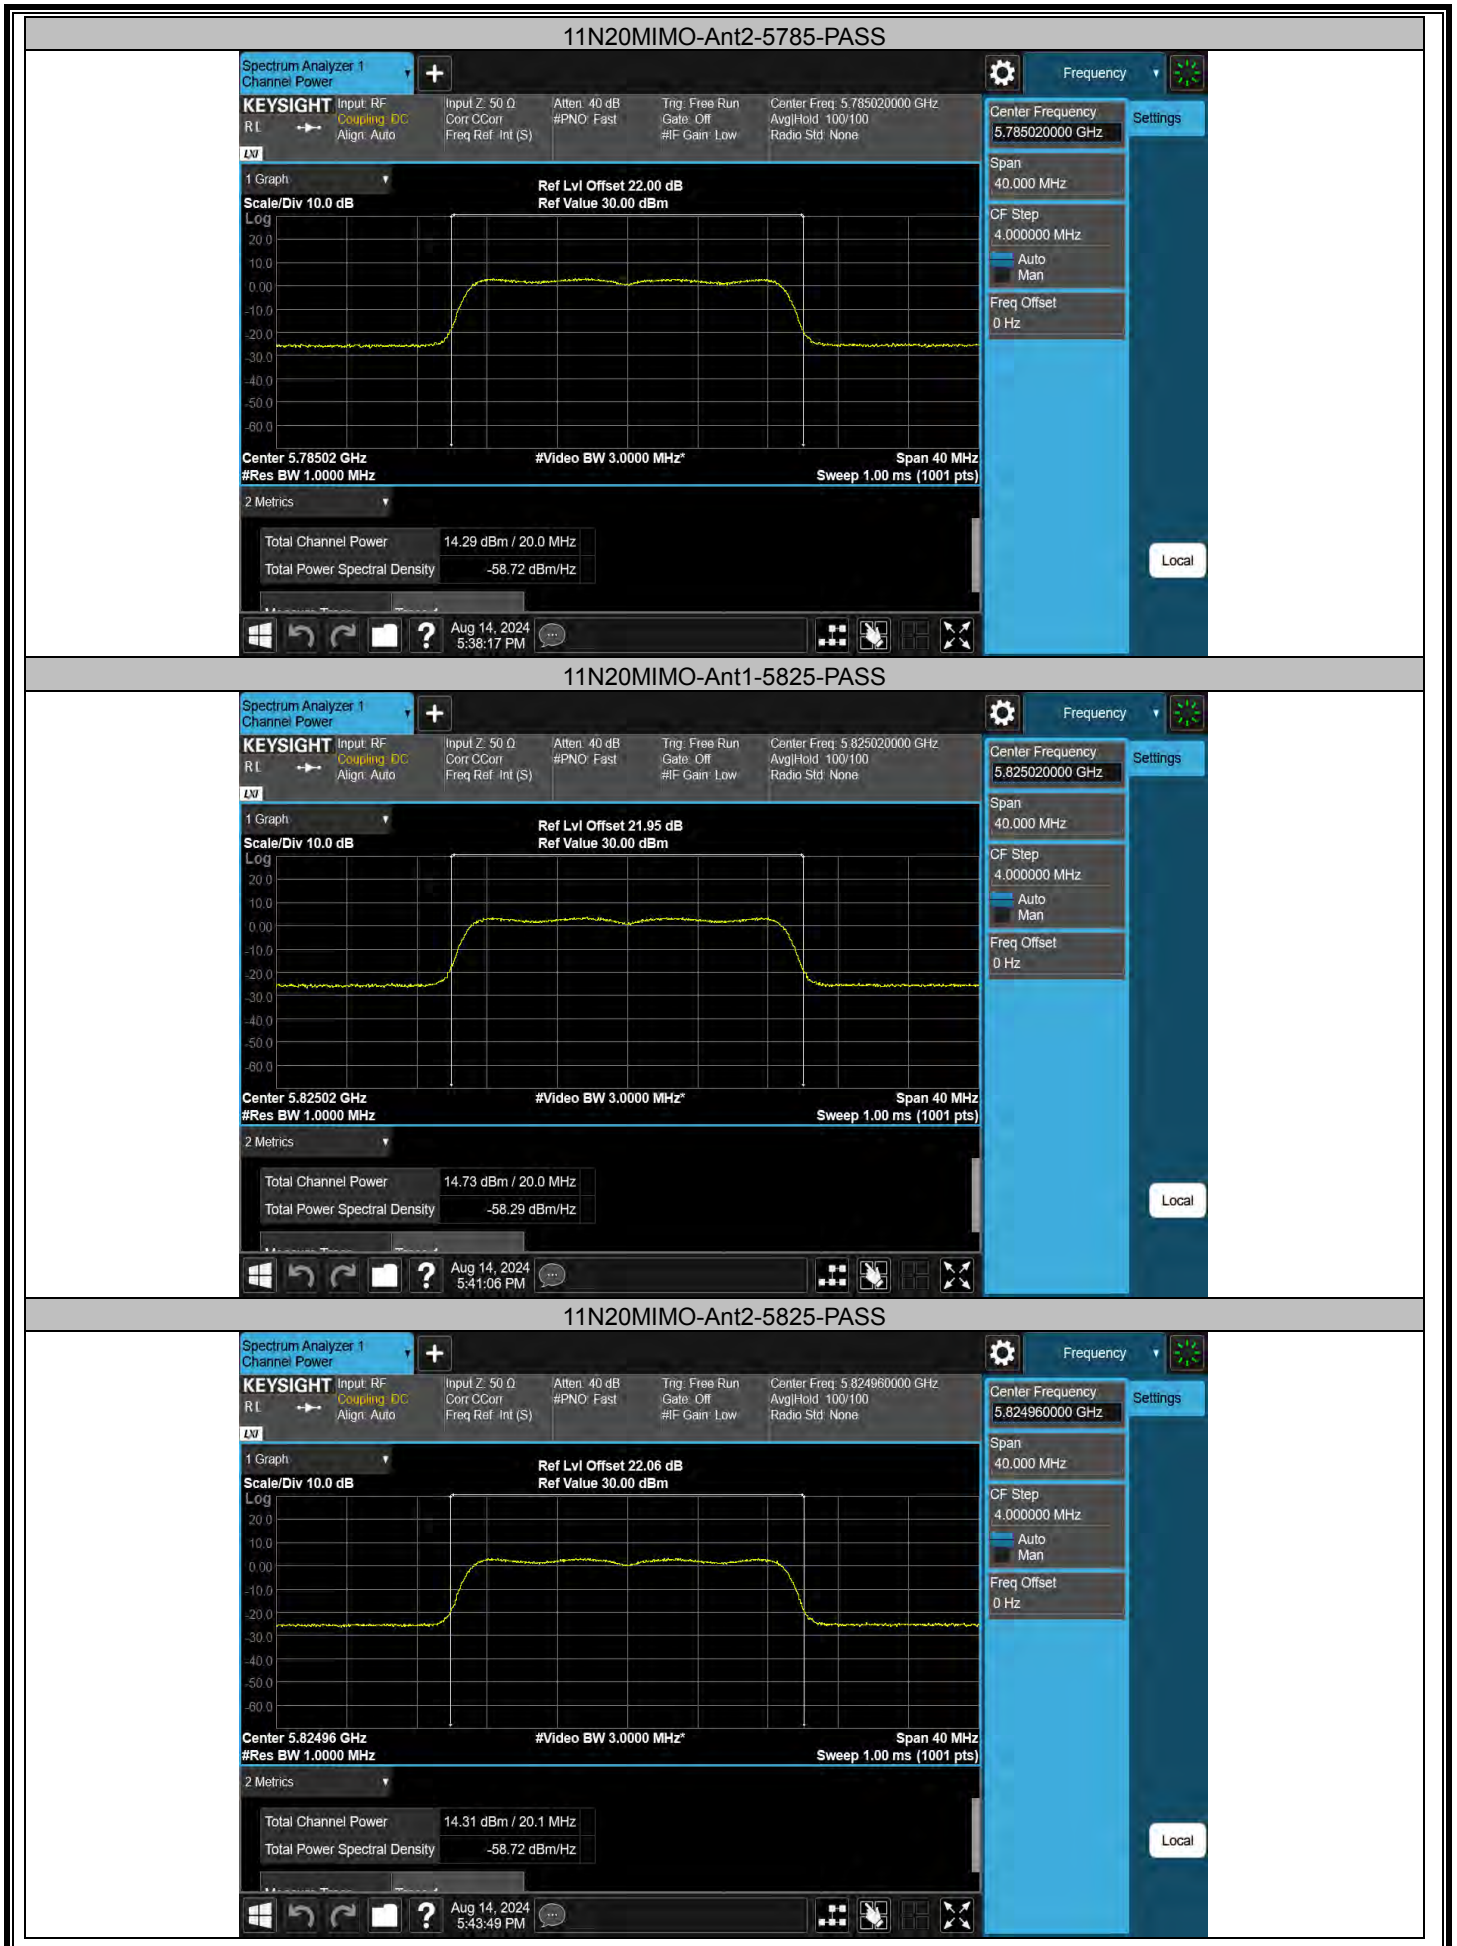 11N20MIMO-Ant2-5785-PASS
Spectrum Analyzer 1
Channel Power
Frequency
KEYSIGHT
RL
LXI
Input: RF
Coupling: DC
Align: Auto
Input Z: 50 Ω
Corr CCorr
Freq Ref: Int (S)
Atten: 40 dB
#PNO: Fast
Trig: Free Run
Gate: Off
#IF Gain: Low
Center Freq: 5.785020000 GHz
Avg|Hold: 100/100
Radio Std: None
Center Frequency
5.785020000 GHz
Settings
Span
40.000 MHz
CF Step
4.000000 MHz
Auto
Man
Freq Offset
0 Hz
1 Graph
Scale/Div 10.0 dB
Ref Lvl Offset 22.00 dB
Ref Value 30.00 dBm
Log
20.0
10.0
0.00
-10.0
-20.0
-30.0
-40.0
-50.0
-60.0
Center 5.78502 GHz
#Video BW 3.0000 MHz*
Span 40 MHz
#Res BW 1.0000 MHz
Sweep 1.00 ms (1001 pts)
2 Metrics
Total Channel Power 14.29 dBm / 20.0 MHz
Total Power Spectral Density -58.72 dBm/Hz
Local
?
Aug 14, 2024
5:38:17 PM
11N20MIMO-Ant1-5825-PASS
Spectrum Analyzer 1
Channel Power
Frequency
KEYSIGHT
RL
LXI
Input: RF
Coupling: DC
Align: Auto
Input Z: 50 Ω
Corr CCorr
Freq Ref: Int (S)
Atten: 40 dB
#PNO: Fast
Trig: Free Run
Gate: Off
#IF Gain: Low
Center Freq: 5.825020000 GHz
Avg|Hold: 100/100
Radio Std: None
Center Frequency
5.825020000 GHz
Settings
Span
40.000 MHz
CF Step
4.000000 MHz
Auto
Man
Freq Offset
0 Hz
1 Graph
Scale/Div 10.0 dB
Ref Lvl Offset 21.95 dB
Ref Value 30.00 dBm
Log
20.0
10.0
0.00
-10.0
-20.0
-30.0
-40.0
-50.0
-60.0
Center 5.82502 GHz
#Video BW 3.0000 MHz*
Span 40 MHz
#Res BW 1.0000 MHz
Sweep 1.00 ms (1001 pts)
2 Metrics
Total Channel Power 14.73 dBm / 20.0 MHz
Total Power Spectral Density -58.29 dBm/Hz
Local
?
Aug 14, 2024
5:41:06 PM
11N20MIMO-Ant2-5825-PASS
Spectrum Analyzer 1
Channel Power
Frequency
KEYSIGHT
RL
LXI
Input: RF
Coupling: DC
Align: Auto
Input Z: 50 Ω
Corr CCorr
Freq Ref: Int (S)
Atten: 40 dB
#PNO: Fast
Trig: Free Run
Gate: Off
#IF Gain: Low
Center Freq: 5.824960000 GHz
Avg|Hold: 100/100
Radio Std: None
Center Frequency
5.824960000 GHz
Settings
Span
40.000 MHz
CF Step
4.000000 MHz
Auto
Man
Freq Offset
0 Hz
1 Graph
Scale/Div 10.0 dB
Ref Lvl Offset 22.06 dB
Ref Value 30.00 dBm
Log
20.0
10.0
0.00
-10.0
-20.0
-30.0
-40.0
-50.0
-60.0
Center 5.82496 GHz
#Video BW 3.0000 MHz*
Span 40 MHz
#Res BW 1.0000 MHz
Sweep 1.00 ms (1001 pts)
2 Metrics
Total Channel Power 14.31 dBm / 20.1 MHz
Total Power Spectral Density -58.72 dBm/Hz
Local
?
Aug 14, 2024
5:43:49 PM